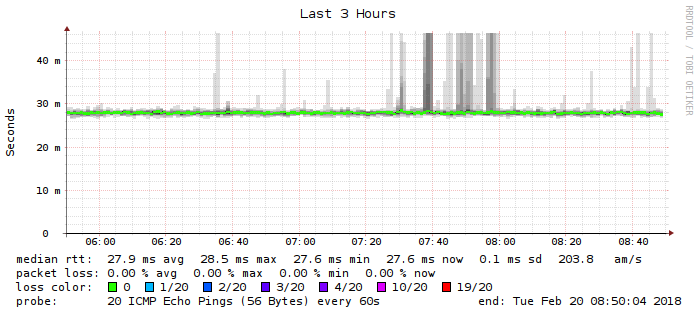 Last 3 Hours
RRDTOOL / TOBI OETIKER
Seconds
40 m
30 m
20 m
10 m
0
06:00 06:20 06:40 07:00 07:20 07:40 08:00 08:20 08:40
median rtt: 27.9 ms avg 28.5 ms max 27.6 ms min 27.6 ms now 0.1 ms sd 203.8 am/s
packet loss: 0.00 % avg 0.00 % max 0.00 % min 0.00 % now
loss color: 0 1/20 2/20 3/20 4/20 10/20 19/20
probe: 20 ICMP Echo Pings (56 Bytes) every 60s end: Tue Feb 20 08:50:04 2018